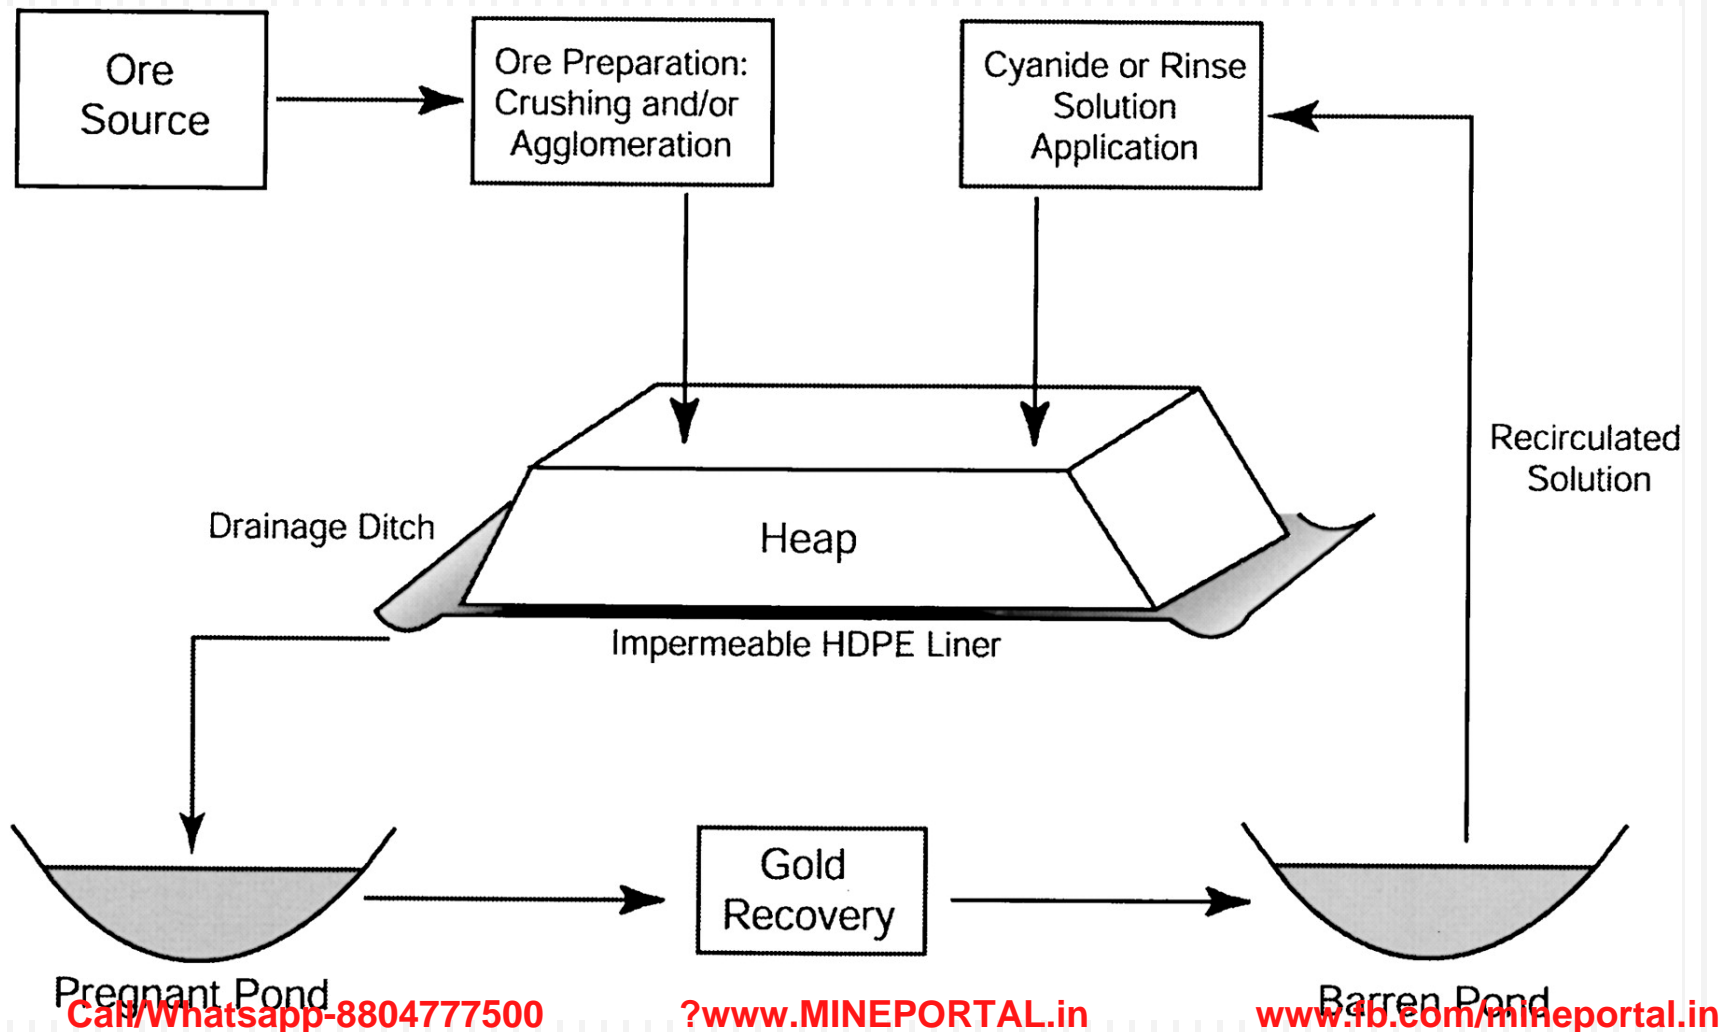 Ore
Source
Ore Preparation:
Crushing and/or
Agglomeration
Cyanide or Rinse
Solution
Application
Recirculated
Solution
Drainage Ditch
Heap
Impermeable HDPE Liner
Gold
Recovery
Pregnant Pond
Barren Pond
Call/Whatsapp-8804777500
?www.MINEPORTAL.in
www.fb.com/mineportal.in